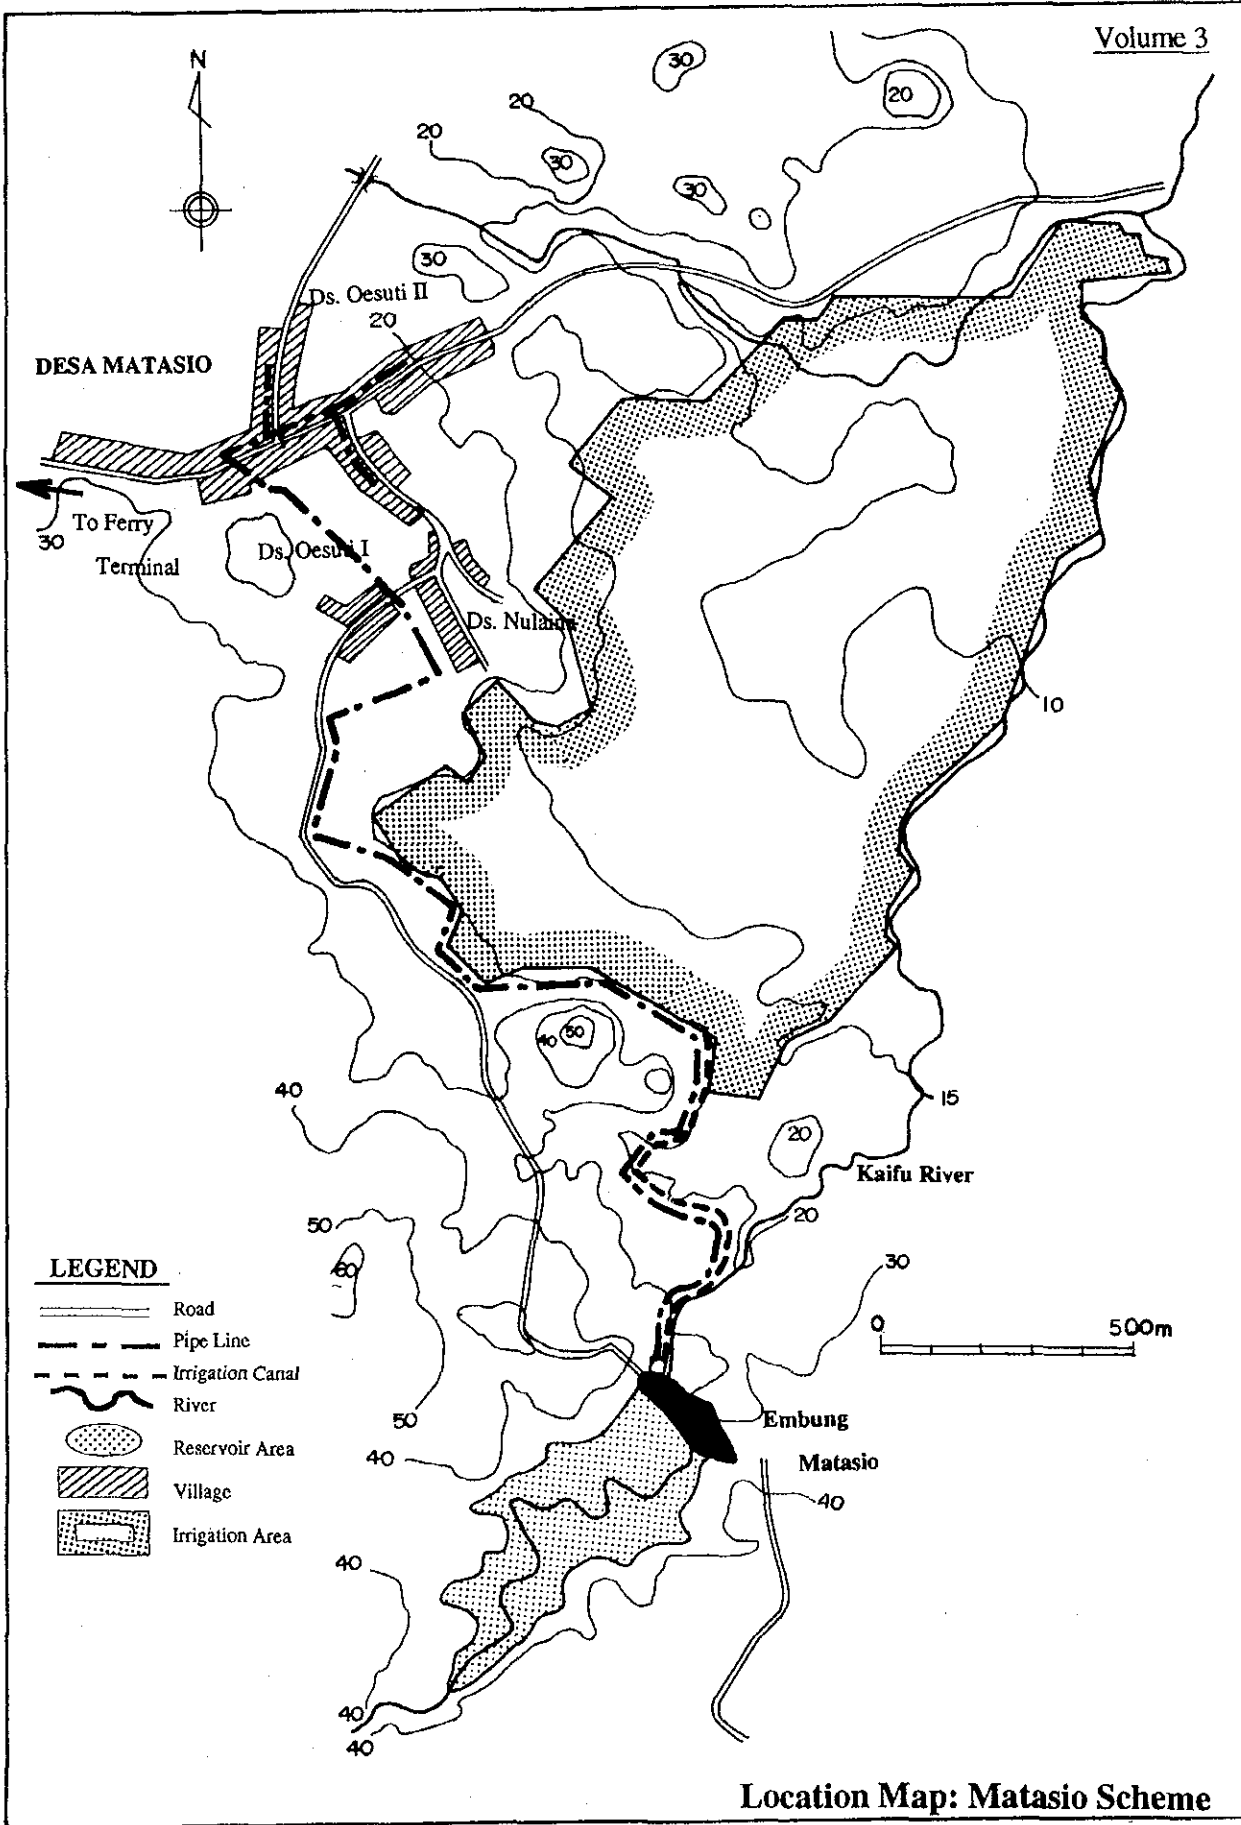 Volume 3
N
30
20
20
20
30
30
30
Ds. Oesuti II
20
DESA MATASIO
To Ferry
Terminal
30
Ds. Oesuti I
Ds. Nulaina
10
50
40
40
15
20
Kaifu River
20
50
60
30
LEGEND
Road
Pipe Line
Irrigation Canal
River
Reservoir Area
Village
Irrigation Area
0 500m
50
Embung
Matasio
40
40
40
40
40
Location Map: Matasio Scheme